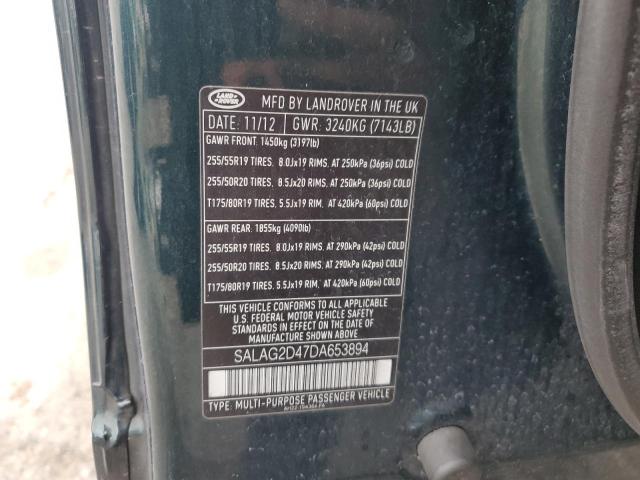 LAND ROVER
MFD BY LANDROVER IN THE UK
DATE: 11/12 GWR: 3240KG (7143LB)
GAWR FRONT. 1450kg (3197lb)
255/55R19 TIRES. 8.0Jx19 RIMS. AT 250kPa (36psi) COLD
255/50R20 TIRES. 8.5Jx20 RIMS. AT 250kPa (36psi) COLD
T175/80R19 TIRES. 5.5Jx19 RIM. AT 420kPa (60psi) COLD
GAWR REAR. 1855kg (4090lb)
255/55R19 TIRES. 8.0Jx19 RIMS. AT 290kPa (42psi) COLD
255/50R20 TIRES. 8.5Jx20 RIMS. AT 290kPa (42psi) COLD
T175/80R19 TIRES. 5.5Jx19 RIM. AT 420kPa (60psi) COLD
THIS VEHICLE CONFORMS TO ALL APPLICABLE
U.S. FEDERAL MOTOR VEHICLE SAFETY
STANDARDS IN EFFECT ON THE DATE OF
MANUFACTURE SHOWN ABOVE
SALAG2D47DA653894
TYPE: MULTI-PURPOSE PASSENGER VEHICLE